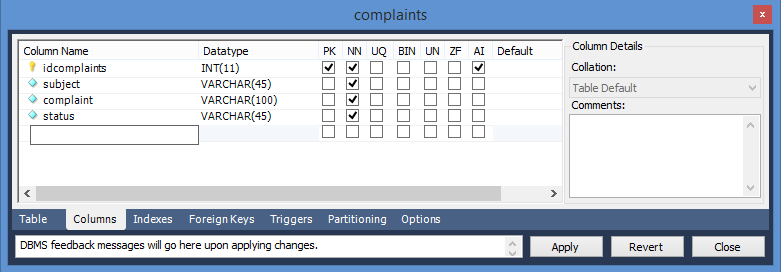 complaints
x
Column Name Datatype PK NN UQ BIN UN ZF AI Default
idcomplaints INT(11)
subject VARCHAR(45)
complaint VARCHAR(100)
status VARCHAR(45)
Column Details
Collation:
Table Default
Comments:
Table Columns Indexes Foreign Keys Triggers Partitioning Options
DBMS feedback messages will go here upon applying changes.
Apply Revert Close